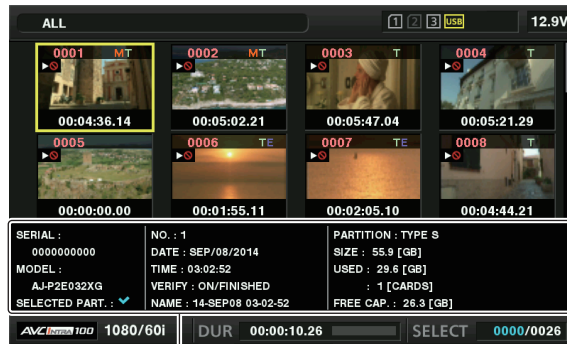 ALL 1 2 3 USB 12.9V
0001 MT 0002 MT 0003 T 0004 T
00:04:36.14 00:05:02.21 00:05:47.04 00:05:21.29
0005 0006 TE 0007 TE 0008 T
00:00:00.00 00:01:55.11 00:02:05.10 00:04:44.21
SERIAL : NO. : 1 PARTITION : TYPE S
0000000000 DATE : SEP/08/2014 SIZE : 55.9 [GB]
MODEL : TIME : 03:02:52 USED : 29.6 [GB]
AJ-P2E032XG VERIFY : ON/FINISHED : 1 [CARDS]
SELECTED PART. : NAME : 14-SEP08 03-02-52 FREE CAP. : 26.3 [GB]
AVC INTRA 100 1080/60i DUR 00:00:10.26 SELECT 0000/0026